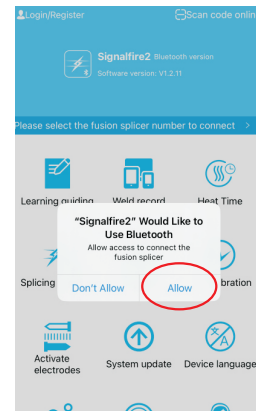 Login/Register
Scan code onlin
Signalfire2 Bluetooth version
Software version: V1.2.11
Please select the fusion splicer number to connect >
Learning guiding
Weld record
Heat Time
"Signalfire2" Would Like to
Use Bluetooth
Allow access to connect the
fusion splicer
Don't Allow
Allow
Splicing
bration
Activate
electrodes
System update
Device language